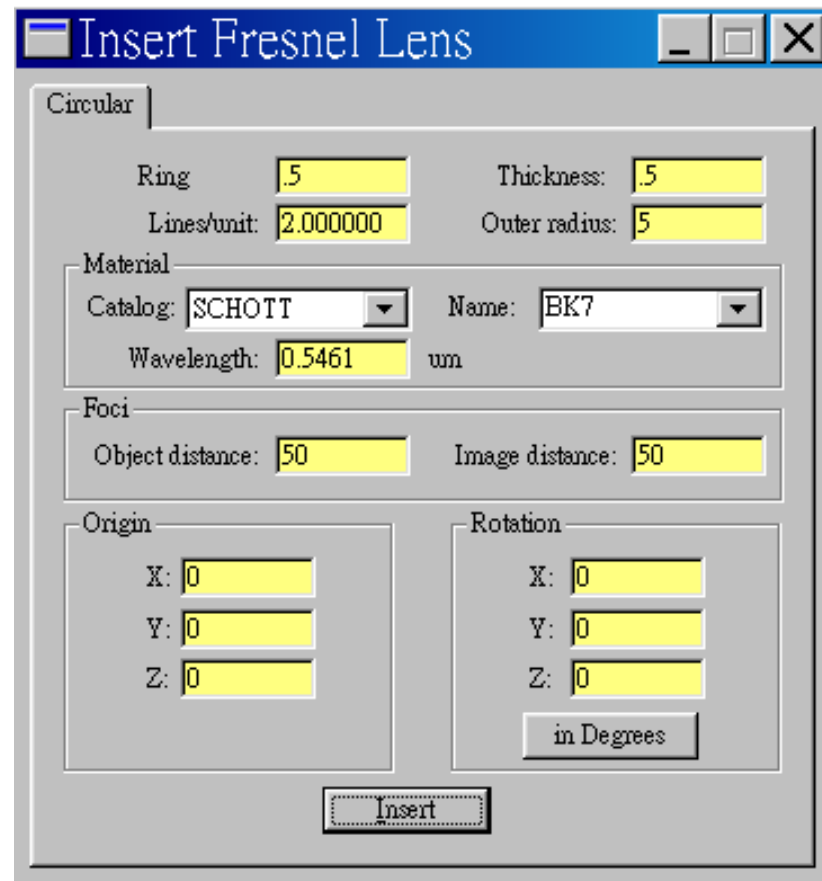 Insert Fresnel Lens
Circular
Ring .5 Thickness: .5
Lines/unit: 2.000000 Outer radius: 5
Material
Catalog: SCHOTT Name: BK7
Wavelength: 0.5461 um
Foci
Object distance: 50 Image distance: 50
Origin Rotation
X: 0 X: 0
Y: 0 Y: 0
Z: 0 Z: 0
in Degrees
Insert